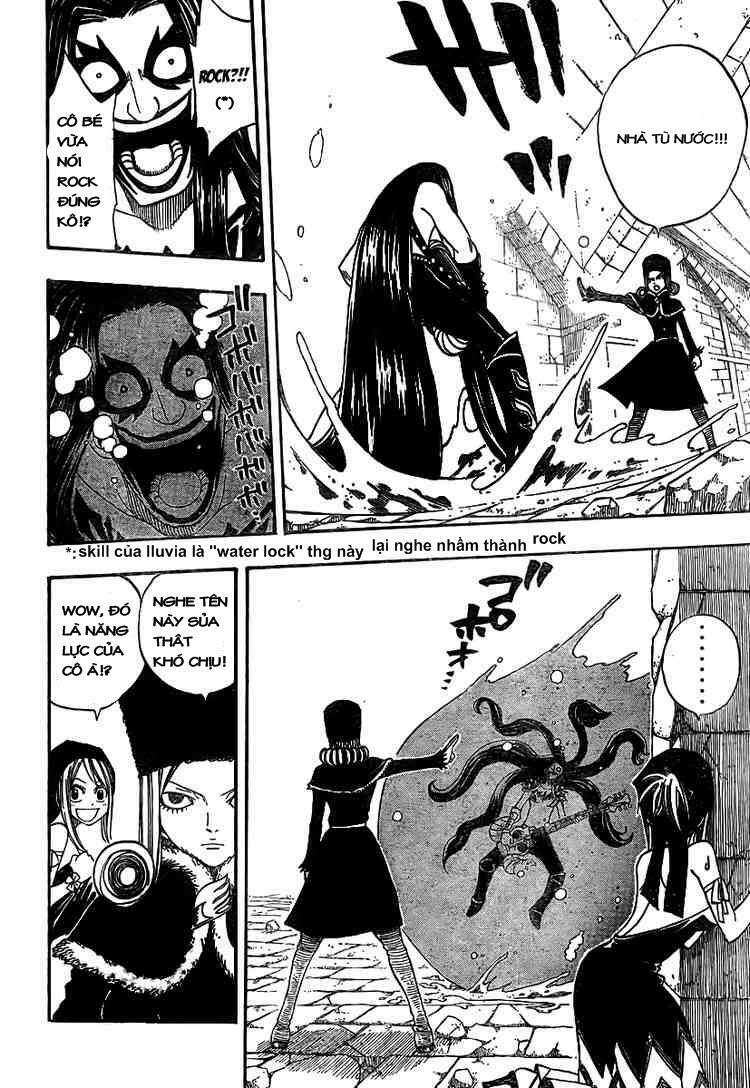 NHÀ TÙ NƯỚC!!!
ROCK?!!
(*)
CÔ BÉ
VỪA
NÓI
ROCK
ĐÚNG
KÔ!?
*: skill của lluvia là "water lock" thg này lại nghe nhầm thành rock
. . . . . .
NGHE TÊN
NÀY SỦA
THẬT
KHÓ CHỊU!
WOW, ĐÓ
LÀ NĂNG
LỰC CỦA
CÔ À!?